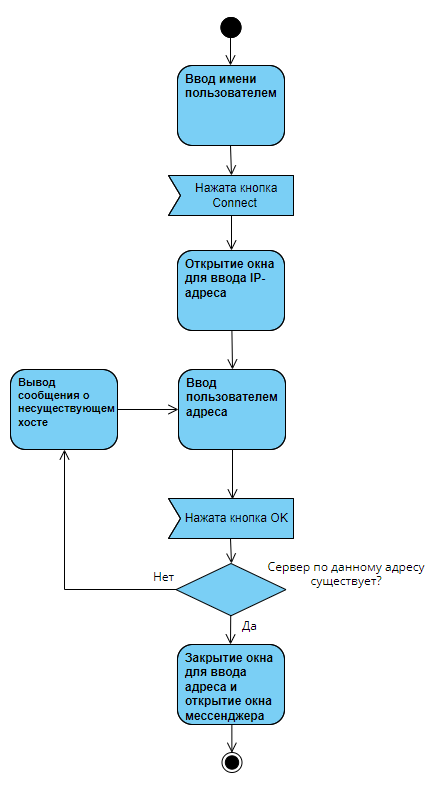 Ввод имени
пользователем
Нажата кнопка
Connect
Открытие окна
для ввода IP-
адреса
Вывод
сообщения о
несуществующем
хосте
Ввод
пользователем
адреса
Нажата кнопка OK
Сервер по данному адресу
существует?
Нет
Да
Закрытие окна
для ввода
адреса и
открытие окна
мессенджера